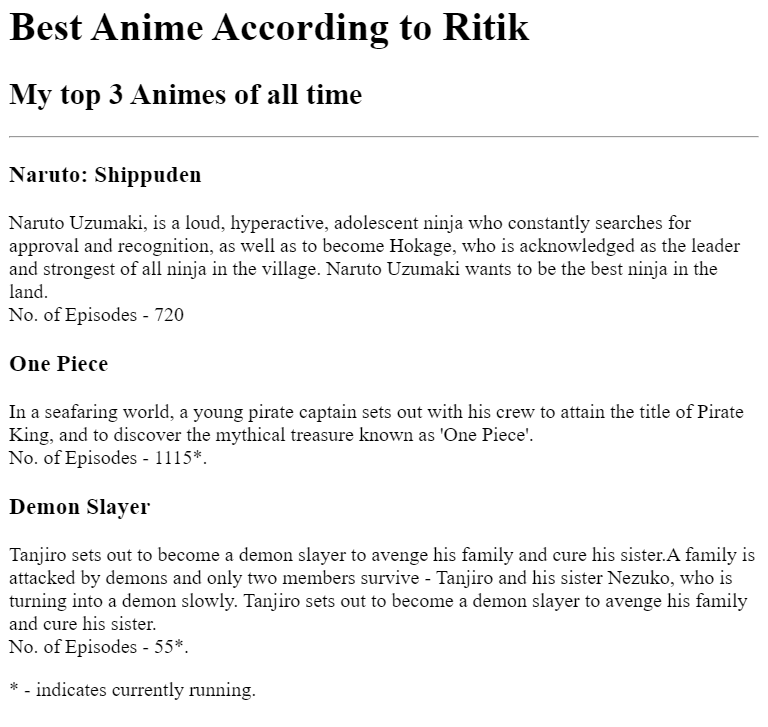 Best Anime According to Ritik
My top 3 Animes of all time
Naruto: Shippuden
Naruto Uzumaki, is a loud, hyperactive, adolescent ninja who constantly searches for
approval and recognition, as well as to become Hokage, who is acknowledged as the leader
and strongest of all ninja in the village. Naruto Uzumaki wants to be the best ninja in the
land.
No. of Episodes - 720
One Piece
In a seafaring world, a young pirate captain sets out with his crew to attain the title of Pirate
King, and to discover the mythical treasure known as 'One Piece'.
No. of Episodes - 1115*.
Demon Slayer
Tanjiro sets out to become a demon slayer to avenge his family and cure his sister.A family is
attacked by demons and only two members survive - Tanjiro and his sister Nezuko, who is
turning into a demon slowly. Tanjiro sets out to become a demon slayer to avenge his family
and cure his sister.
No. of Episodes - 55*.
* - indicates currently running.